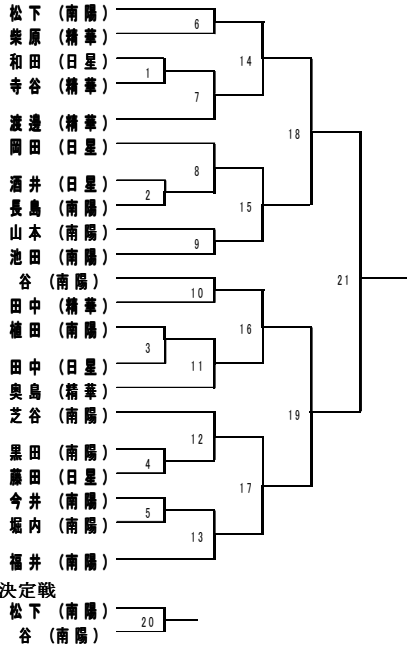 松下 (南陽)
6
柴原 (精華)
14
和田 (日星)
1
寺谷 (精華)
7
渡邊 (精華)
18
岡田 (日星)
8
酒井 (日星)
2
長島 (南陽)
15
山本 (南陽)
9
池田 (南陽)
谷 (南陽)
21
10
田中 (精華)
植田 (南陽)
16
3
田中 (日星)
11
奥島 (精華)
芝谷 (南陽)
19
12
黒田 (南陽)
4
藤田 (日星)
17
今井 (南陽)
5
堀内 (南陽)
13
福井 (南陽)
決定戦
松下 (南陽)
20
谷 (南陽)